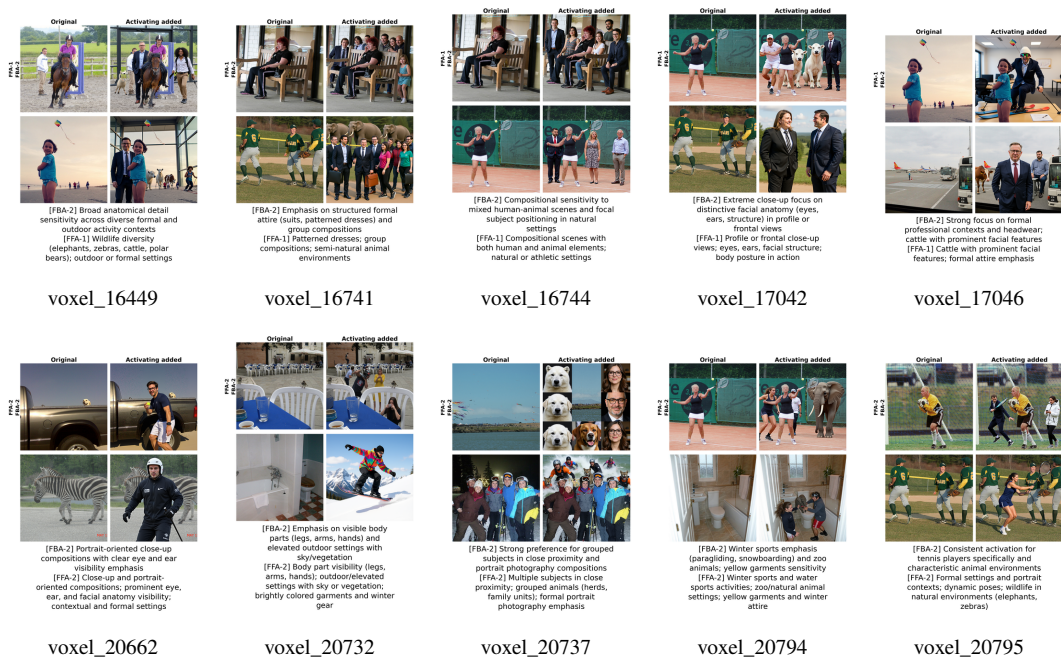 Original Activating added
FFA-1
FBA-2
[FBA-2] Broad anatomical detail
sensitivity across diverse formal and
outdoor activity contexts
[FFA-1] Wildlife diversity
(elephants, zebras, cattle, polar
bears); outdoor or formal settings
voxel_16449
Original Activating added
FFA-1
FBA-2
[FBA-2] Emphasis on structured formal
attire (suits, patterned dresses) and
group compositions
[FFA-1] Patterned dresses; group
compositions; semi-natural animal
environments
voxel_16741
Original Activating added
FFA-1
FBA-2
[FBA-2] Compositional sensitivity to
mixed human-animal scenes and focal
subject positioning in natural
settings
[FFA-1] Compositional scenes with
both human and animal elements;
natural or athletic settings
voxel_16744
Original Activating added
FFA-1
FBA-2
[FBA-2] Extreme close-up focus on
distinctive facial anatomy (eyes,
ears, structure) in profile or
frontal views
[FFA-1] Profile or frontal close-up
views; eyes, ears, facial structure;
body posture in action
voxel_17042
Original Activating added
FFA-1
FBA-2
[FBA-2] Strong focus on formal
professional contexts and headwear;
cattle with prominent facial features
[FFA-1] Cattle with prominent facial
features; formal attire emphasis
voxel_17046
Original Activating added
FFA-2
FBA-2
[FBA-2] Portrait-oriented close-up
compositions with clear eye and ear
visibility emphasis
[FFA-2] Close-up and portrait-
oriented compositions; prominent eye,
ear, and facial anatomy visibility;
contextual and formal settings
voxel_20662
Original Activating added
FFA-2
FBA-2
[FBA-2] Emphasis on visible body
parts (legs, arms, hands) and
elevated outdoor settings with
sky/vegetation
[FFA-2] Body part visibility (legs,
arms, hands); outdoor/elevated
settings with sky or vegetation;
brightly colored garments and winter
gear
voxel_20732
Original Activating added
FFA-2
FBA-2
[FBA-2] Strong preference for grouped
subjects in close proximity and
portrait photography compositions
[FFA-2] Multiple subjects in close
proximity; grouped animals (herds,
family units); formal portrait
photography emphasis
voxel_20737
Original Activating added
FFA-2
FBA-2
[FBA-2] Winter sports emphasis
(paragliding, snowboarding) and zoo
animals; yellow garments sensitivity
[FFA-2] Winter sports and water
sports activities; zoo/natural animal
settings; yellow garments and winter
attire
voxel_20794
Original Activating added
FFA-2
FBA-2
[FBA-2] Consistent activation for
tennis players specifically and
characteristic animal environments
[FFA-2] Formal settings and portrait
contexts; dynamic poses; wildlife in
natural environments (elephants,
zebras)
voxel_20795